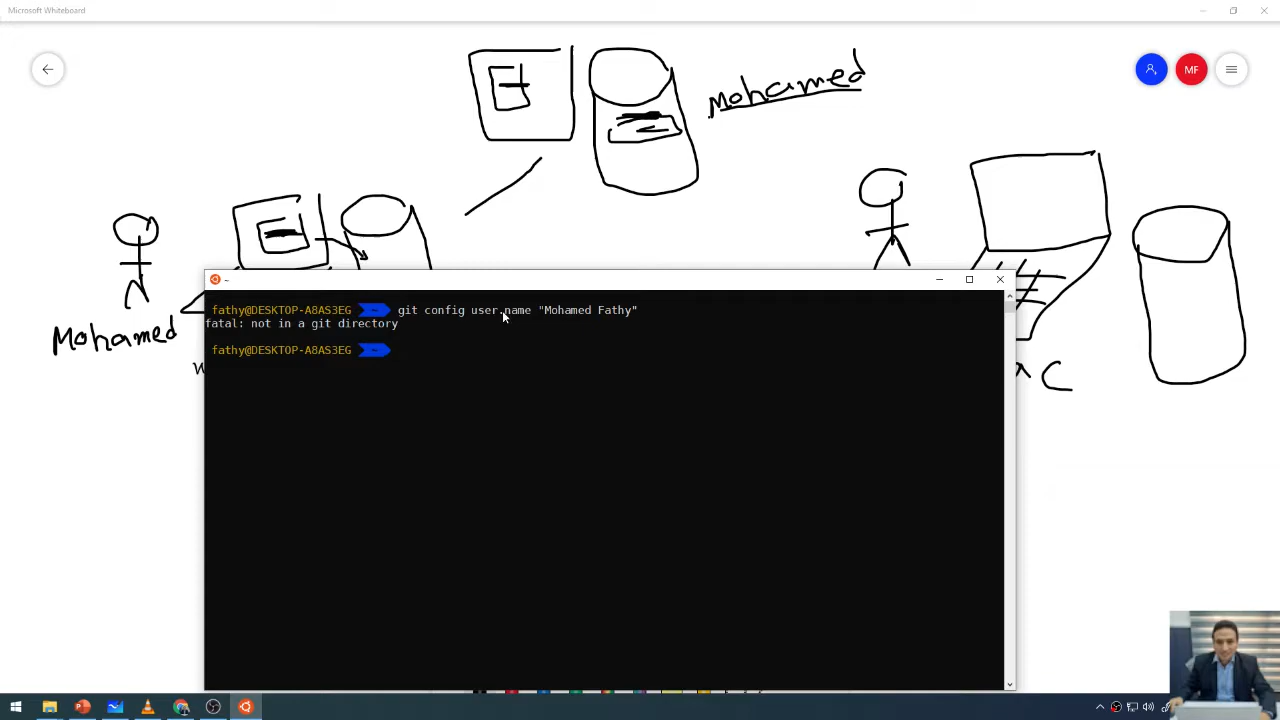 Microsoft Whiteboard
MF
Mohamed
Mohamed
~
fathy@DESKTOP-A8AS3EG ~ git config user.name "Mohamed Fathy"
fatal: not in a git directory
fathy@DESKTOP-A8AS3EG ~